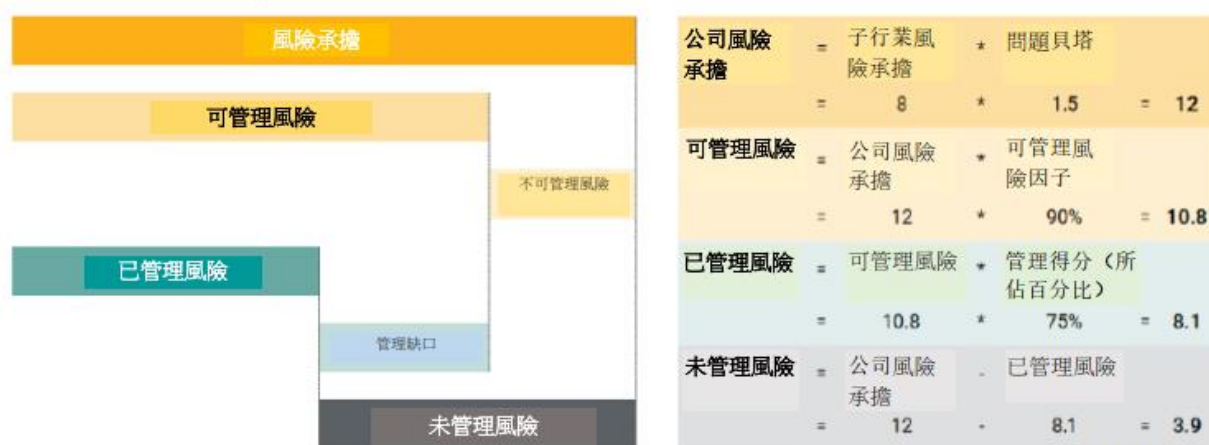 風險承擔
可管理風險
不可管理風險
已管理風險
管理缺口
未管理風險
公司風險 = 子行業風 * 問題貝塔
承擔 險承擔
= 8 * 1.5 = 12
可管理風險 = 公司風險 * 可管理風
承擔 險因子
= 12 * 90% = 10.8
已管理風險 = 可管理風險 * 管理得分（所
佔百分比）
= 10.8 * 75% = 8.1
未管理風險 = 公司風險 - 已管理風險
承擔
= 12 - 8.1 = 3.9